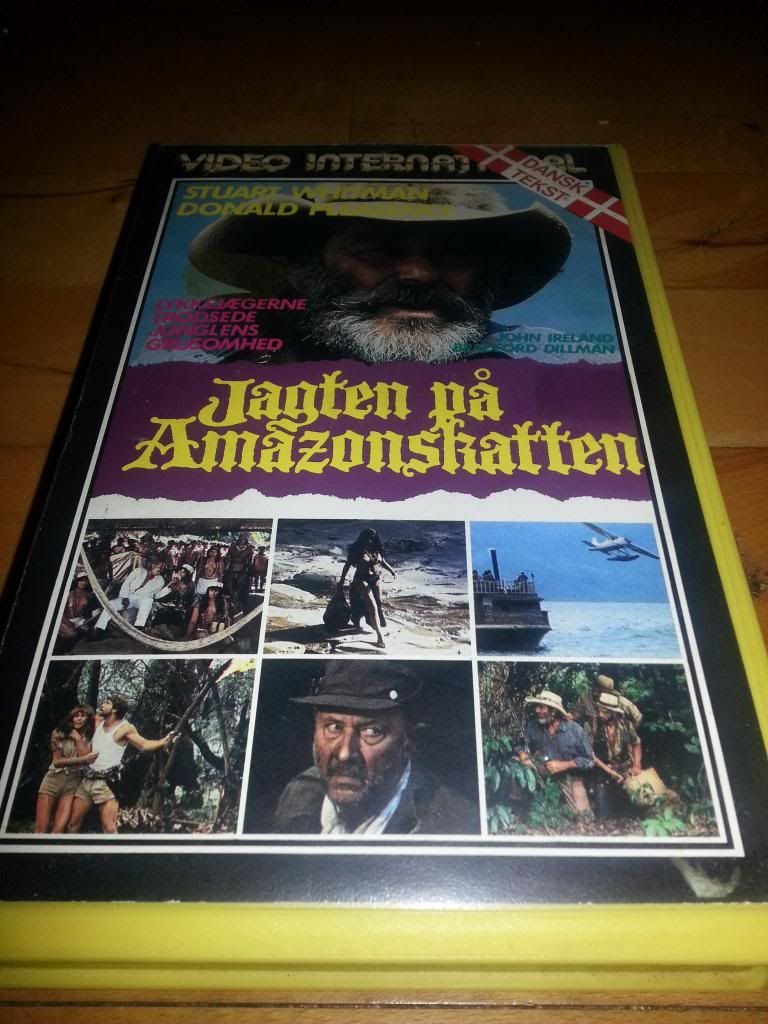 VIDEO INTERNATIONAL
DANSK
TEKST
STUART WHITMAN
DONALD PLEASENCE
LYKKEJÆGERNE
TRODSEDE
JUNGLENS
GRUSOMHED
JOHN IRELAND
BRADFORD DILLMAN
Jagten på
Amazonskatten